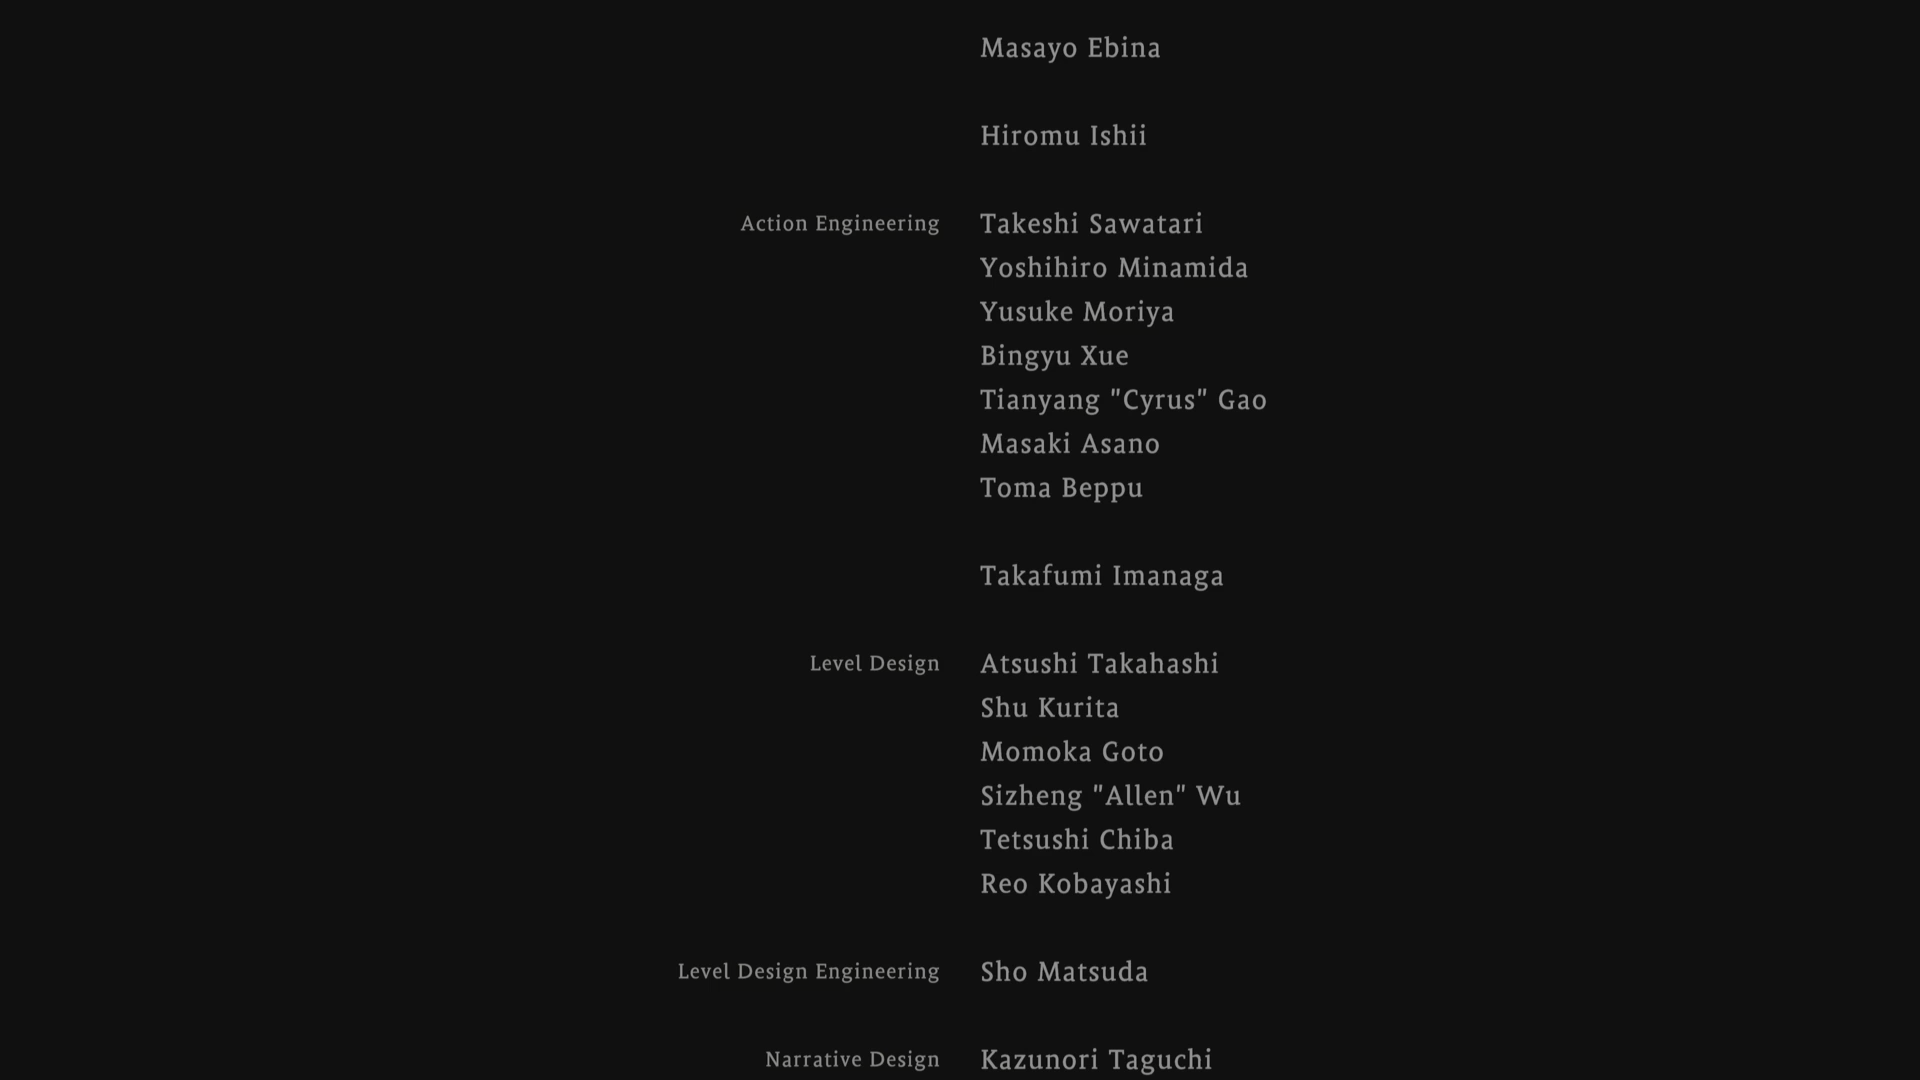 Masayo Ebina
Hiromu Ishii
Action Engineering Takeshi Sawatari
Yoshihiro Minamida
Yusuke Moriya
Bingyu Xue
Tianyang "Cyrus" Gao
Masaki Asano
Toma Beppu
Takafumi Imanaga
Level Design Atsushi Takahashi
Shu Kurita
Momoka Goto
Sizheng "Allen" Wu
Tetsushi Chiba
Reo Kobayashi
Level Design Engineering Sho Matsuda
Narrative Design Kazunori Taguchi